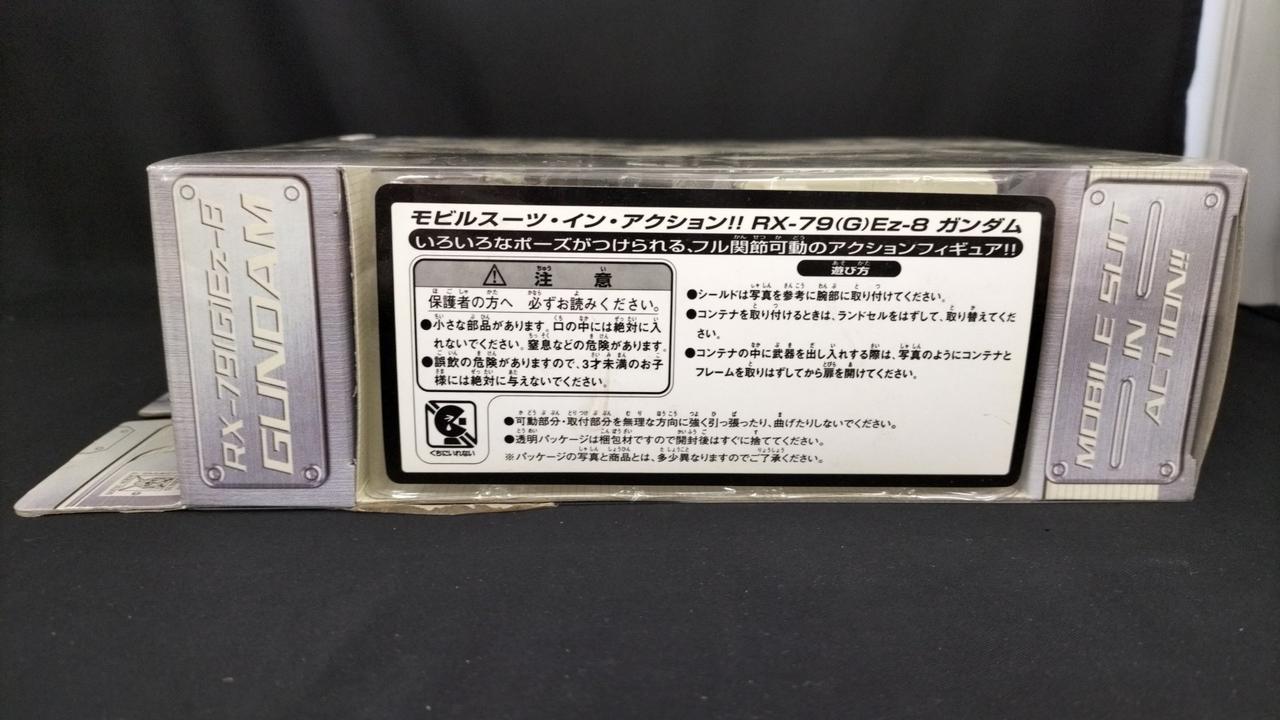 RX-79(G)Ez-8
GUNDAM
モビルスーツ・イン・アクション!! RX-79(G)Ez-8 ガンダム
いろいろなポーズがつけられる、フル関節可動のアクションフィギュア!!
注意
保護者の方へ 必ずお読みください。
●小さな部品があります。口の中には絶対に入
れないでください。窒息などの危険があります。
●誤飲の危険がありますので、3才未満のお子
様には絶対に与えないでください。
遊び方
●シールドは写真を参考に腕部に取り付けてください。
●コンテナを取り付けるときは、ランドセルをはずして、取り替えてくだ
さい。
●コンテナの中に武器を出し入れする際は、写真のようにコンテナと
フレームを取りはずしてから扉を開けてください。
くちにいれない
●可動部分・取付部分を無理な方向に強く引っ張ったり、曲げたりしないでください。
●透明パッケージは梱包材ですので開封後はすぐに捨ててください。
※パッケージの写真と商品とは、多少異なりますのでご了承ください。
MOBILE SUIT
IN
ACTION!!